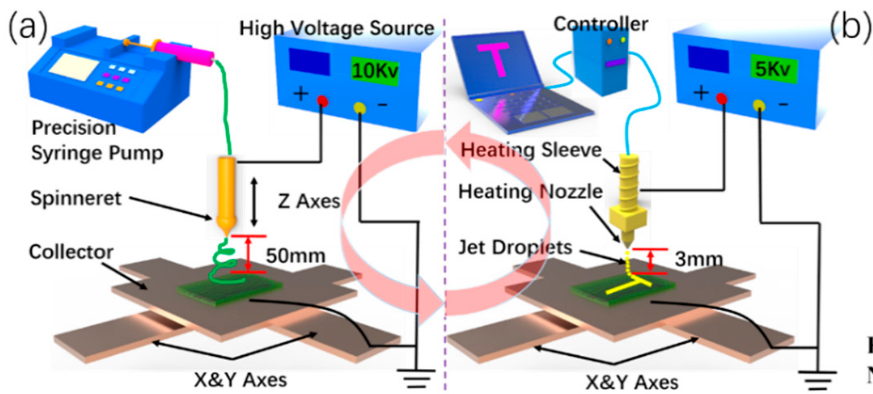 (a)
High Voltage Source
10Kv
+ -
Precision
Syringe Pump
Spinneret
Z Axes
Collector
50mm
X&Y Axes
Controller
(b)
T
5Kv
+ -
Heating Sleeve
Heating Nozzle
Jet Droplets
3mm
X&Y Axes